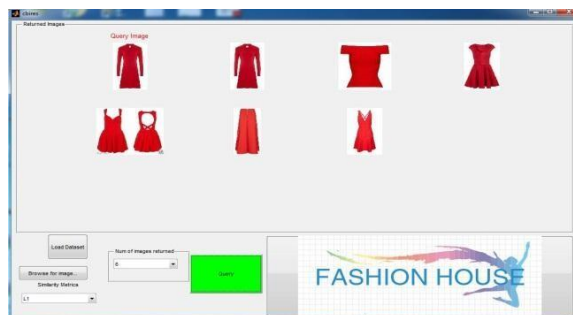 Returned Images
Query Image
Load Dataset
Num of images returned
6
Browse for image...
Query
Similarity Metrics
L1
FASHION HOUSE